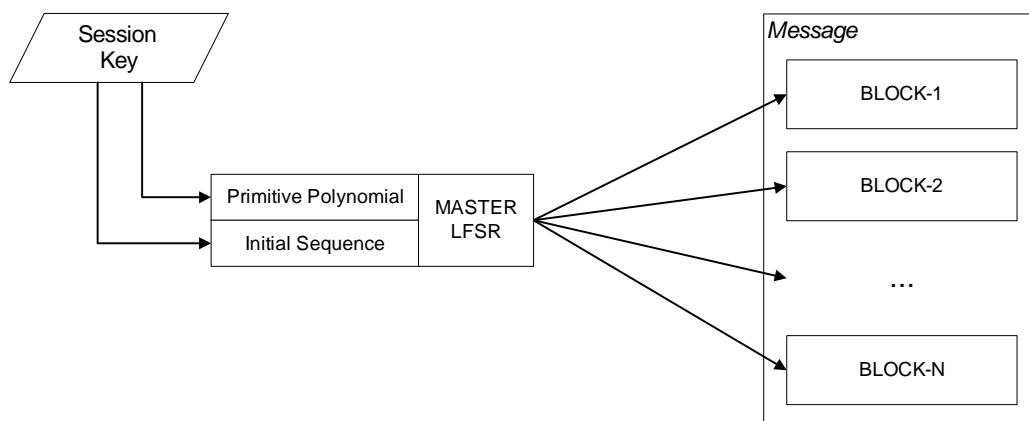 Session
Key
Message
BLOCK-1
BLOCK-2
Primitive Polynomial
Initial Sequence
MASTER
LFSR
...
BLOCK-N